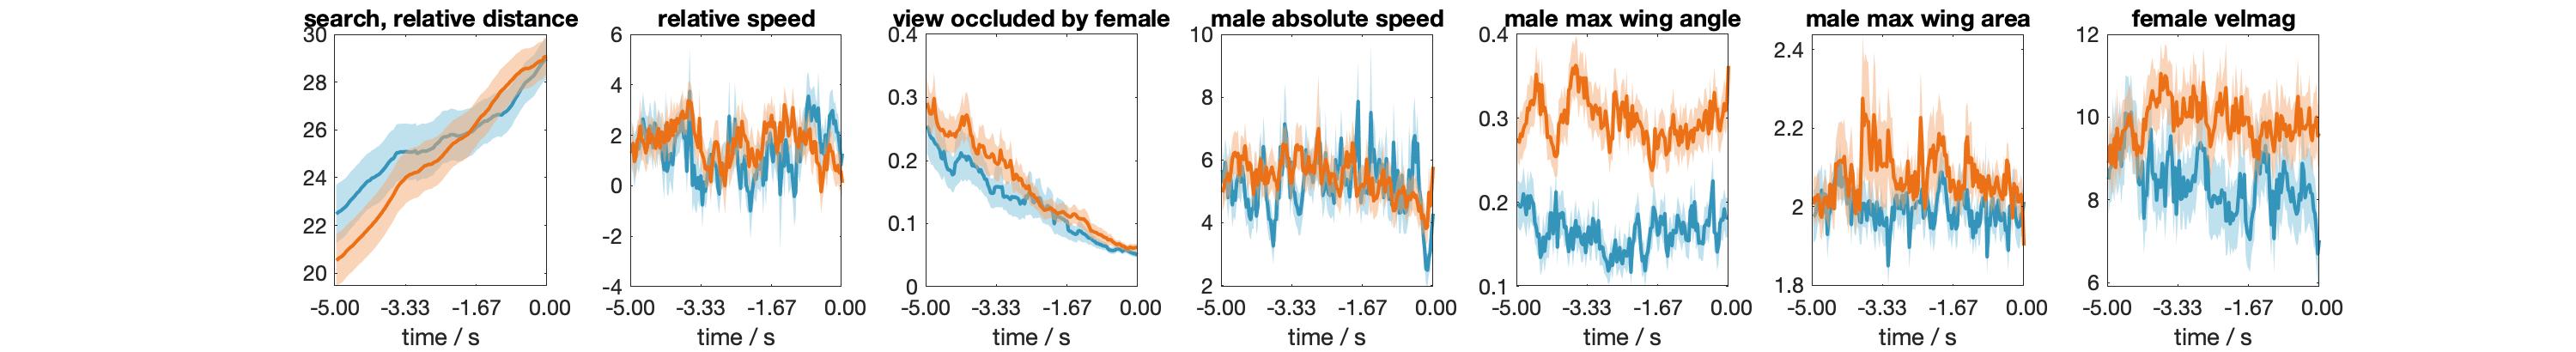 search, relative distance
30
28
26
24
22
20
-5.00 -3.33 -1.67 0.00
time / s
relative speed
6
4
2
0
-2
-4
-5.00 -3.33 -1.67 0.00
time / s
view occluded by female
0.4
0.3
0.2
0.1
0
-5.00 -3.33 -1.67 0.00
time / s
male absolute speed
10
8
6
4
2
-5.00 -3.33 -1.67 0.00
time / s
male max wing angle
0.4
0.3
0.2
0.1
-5.00 -3.33 -1.67 0.00
time / s
male max wing area
2.4
2.2
2
1.8
-5.00 -3.33 -1.67 0.00
time / s
female velmag
12
10
8
6
-5.00 -3.33 -1.67 0.00
time / s